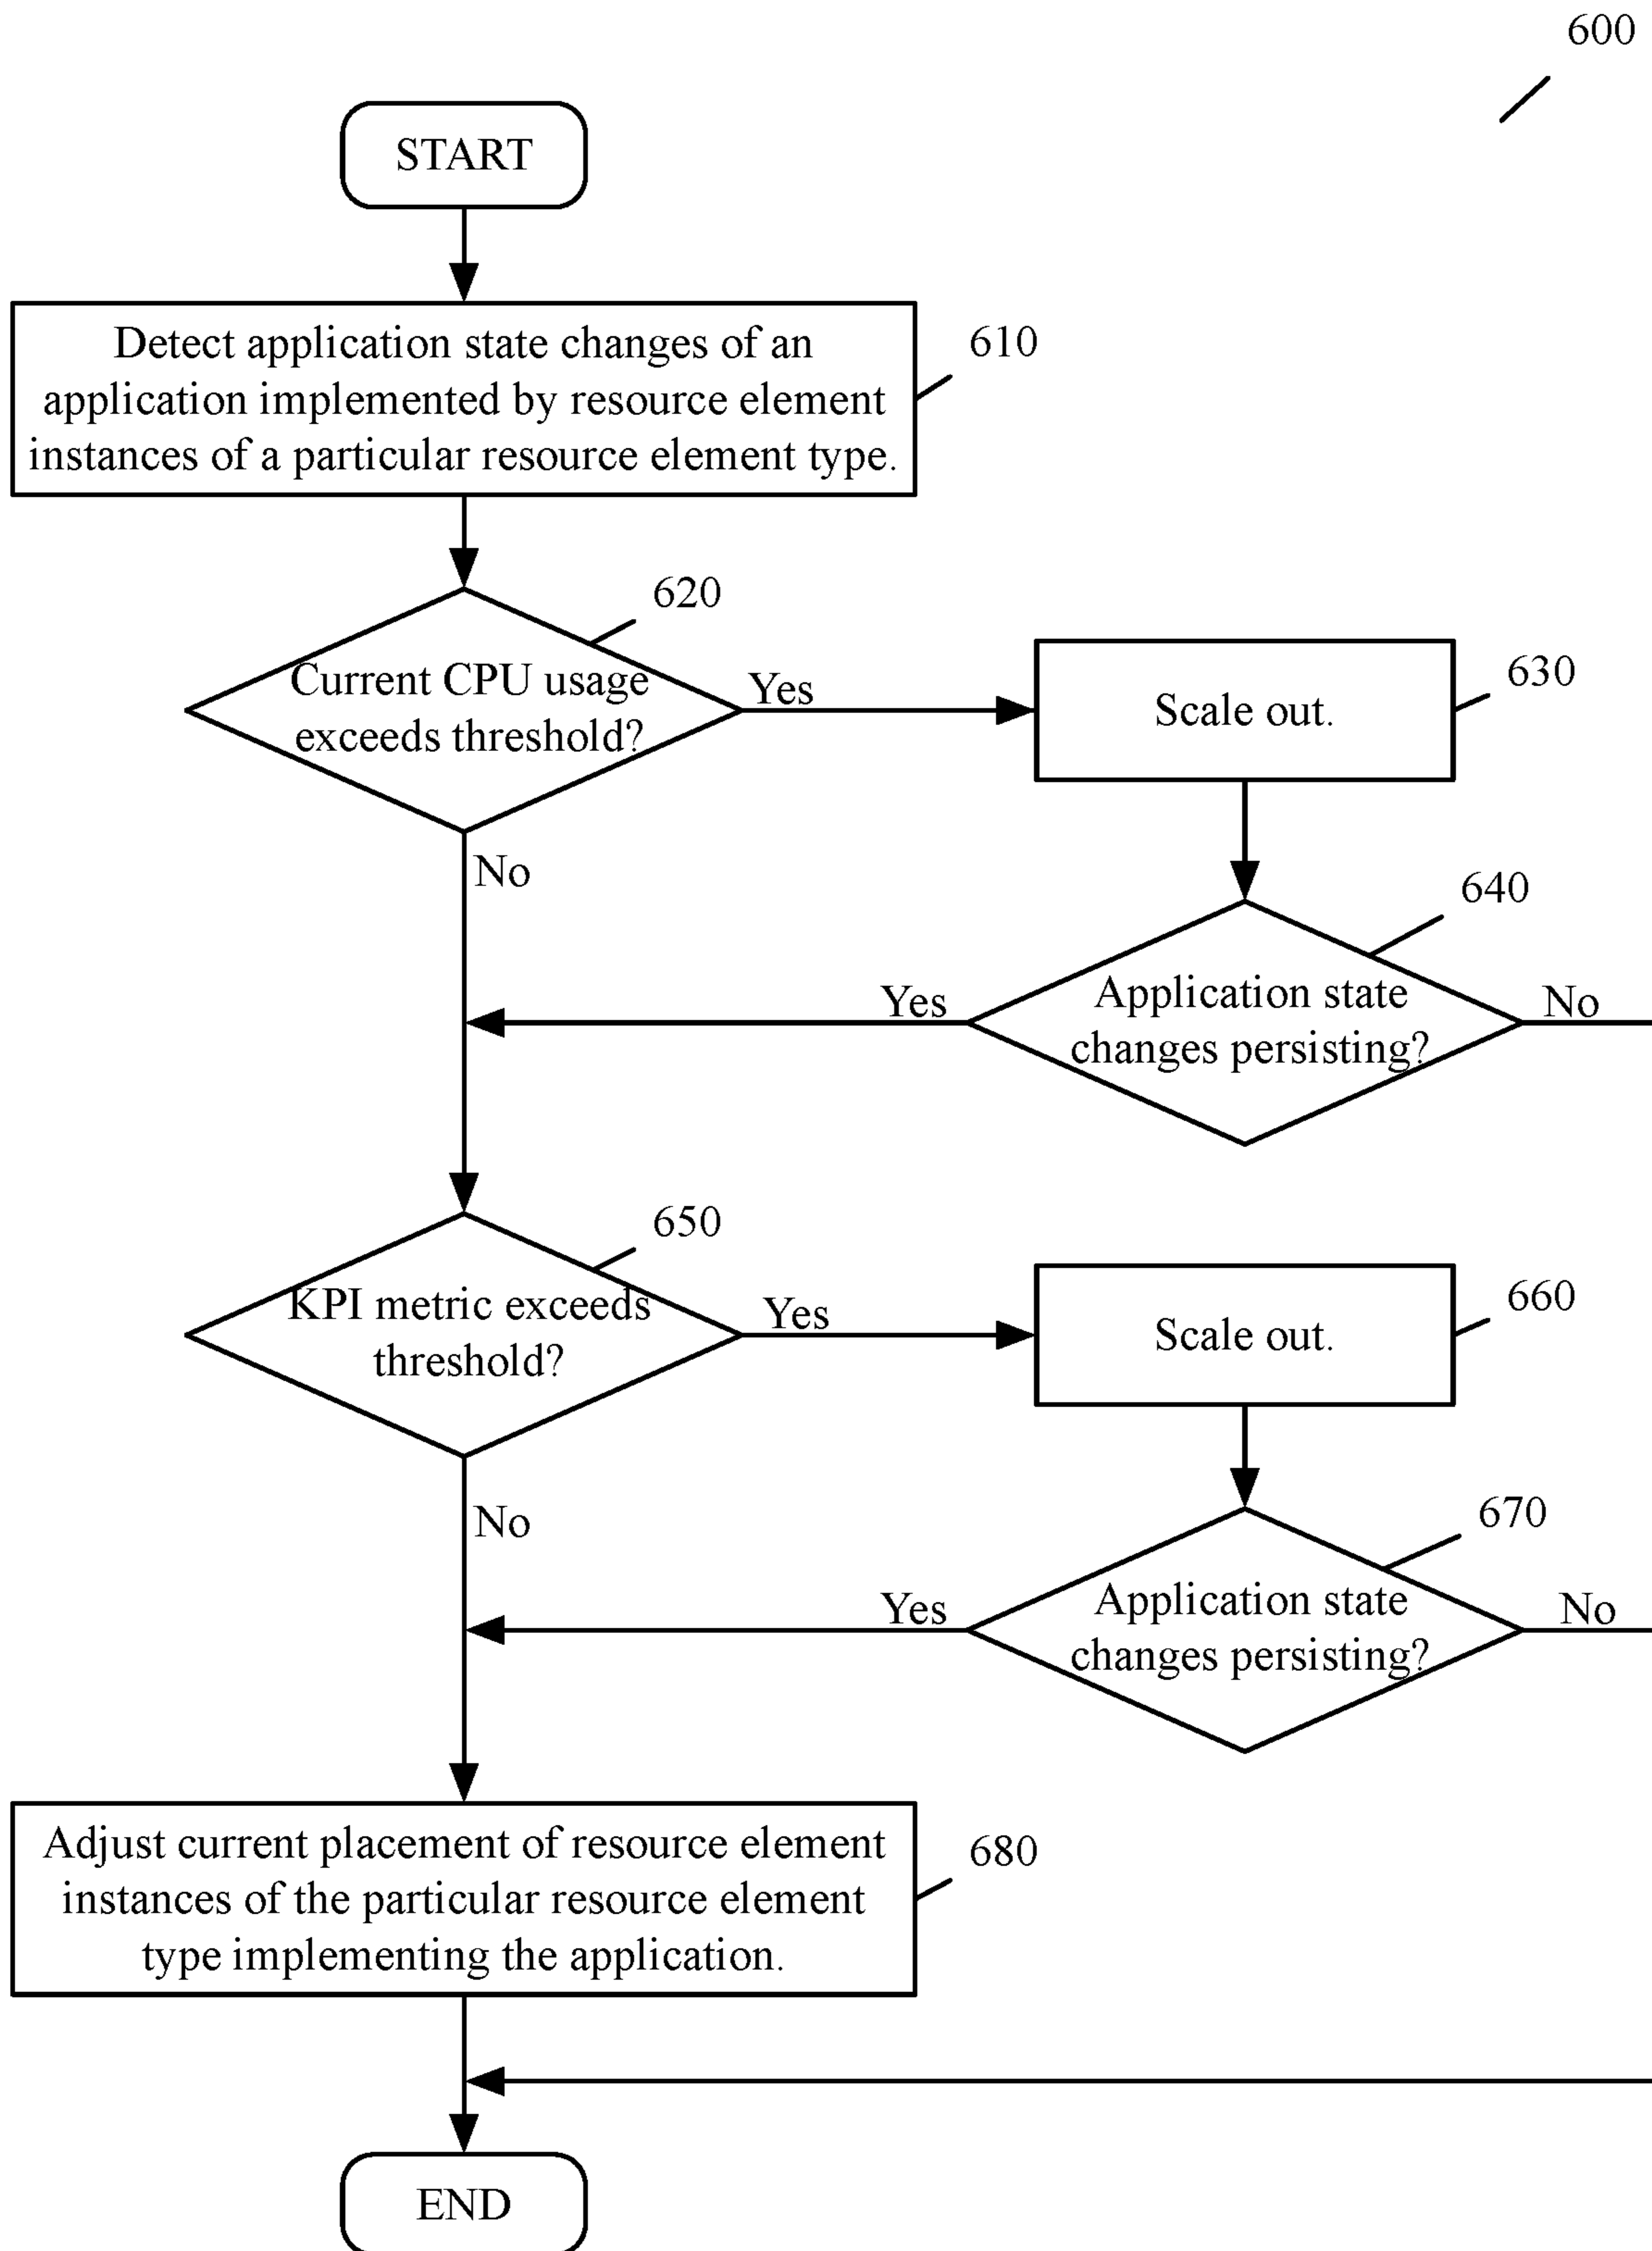 600
START
Detect application state changes of an
application implemented by resource element
instances of a particular resource element type.
610
620
Current CPU usage
exceeds threshold?
Yes
No
Scale out.
630
640
Application state
changes persisting?
Yes
No
650
KPI metric exceeds
threshold?
Yes
No
Scale out.
660
670
Application state
changes persisting?
Yes
No
Adjust current placement of resource element
instances of the particular resource element
type implementing the application.
680
END